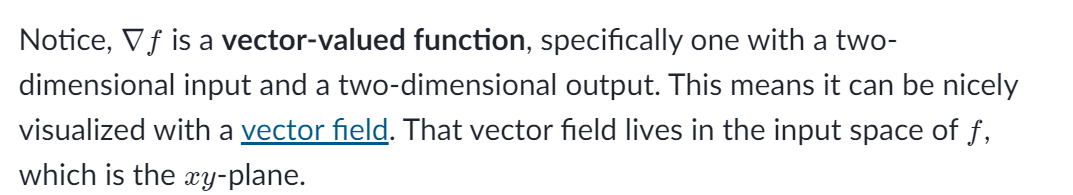 Notice, ∇f is a vector-valued function, specifically one with a two-
dimensional input and a two-dimensional output. This means it can be nicely
visualized with a vector field. That vector field lives in the input space of f,
which is the xy-plane.